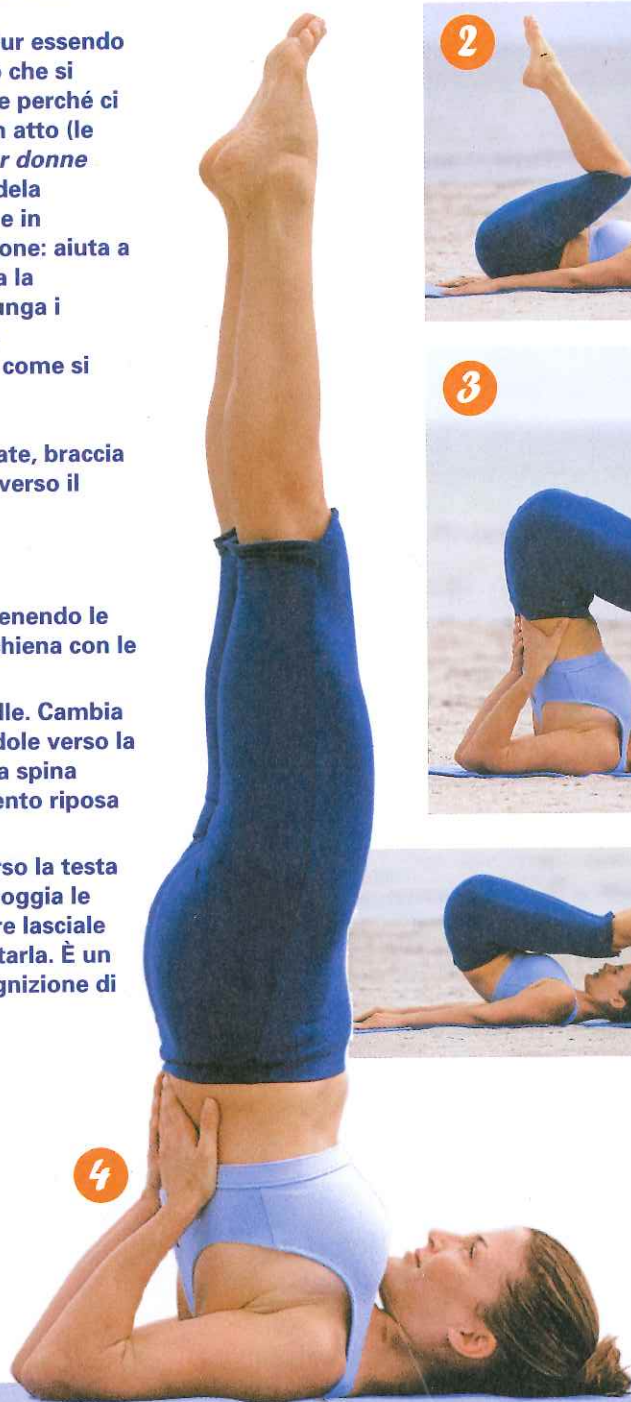 ur essendo
che si
e perché ci
n atto (le
r donne
dela
e in
one: aiuta a
a la
unga i
come si
ate, braccia
verso il
enendo le
chiena con le
lle. Cambia
dole verso la
a spina
ento riposa
rso la testa
oggia le
re lasciale
tarla. È un
gnizione di
2
3
4